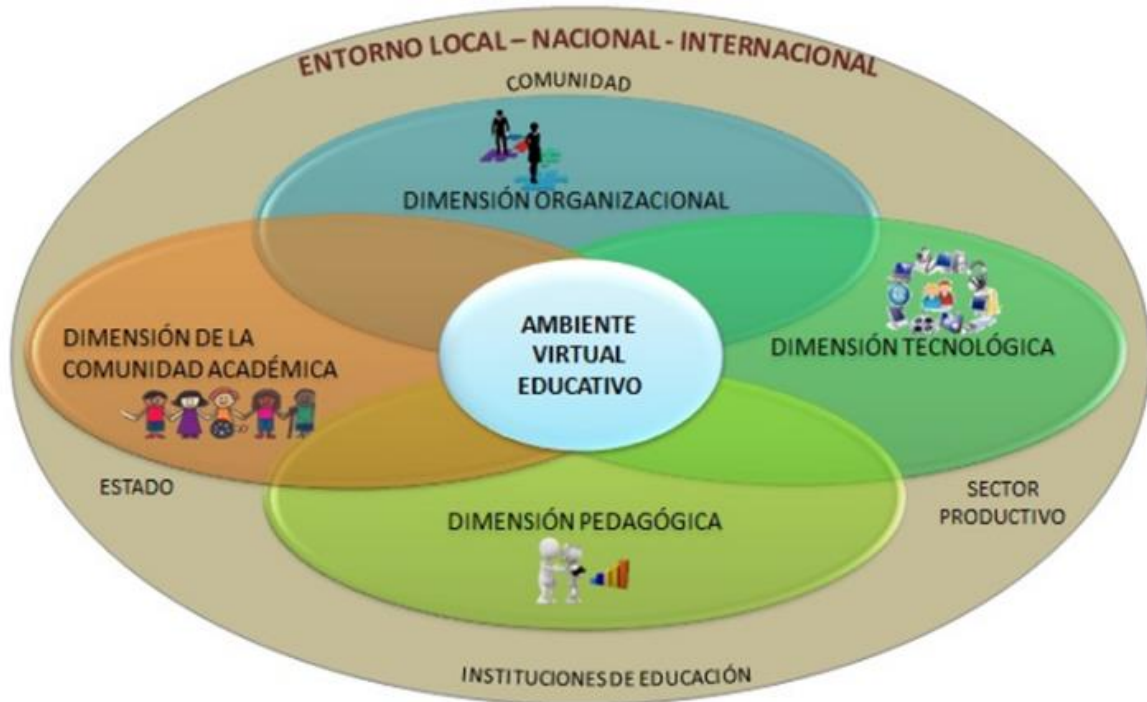 ENTORNO LOCAL – NACIONAL - INTERNACIONAL
COMUNIDAD
DIMENSIÓN ORGANIZACIONAL
DIMENSIÓN DE LA
COMUNIDAD ACADÉMICA
AMBIENTE
VIRTUAL
EDUCATIVO
DIMENSIÓN TECNOLÓGICA
ESTADO
SECTOR
PRODUCTIVO
DIMENSIÓN PEDAGÓGICA
INSTITUCIONES DE EDUCACIÓN